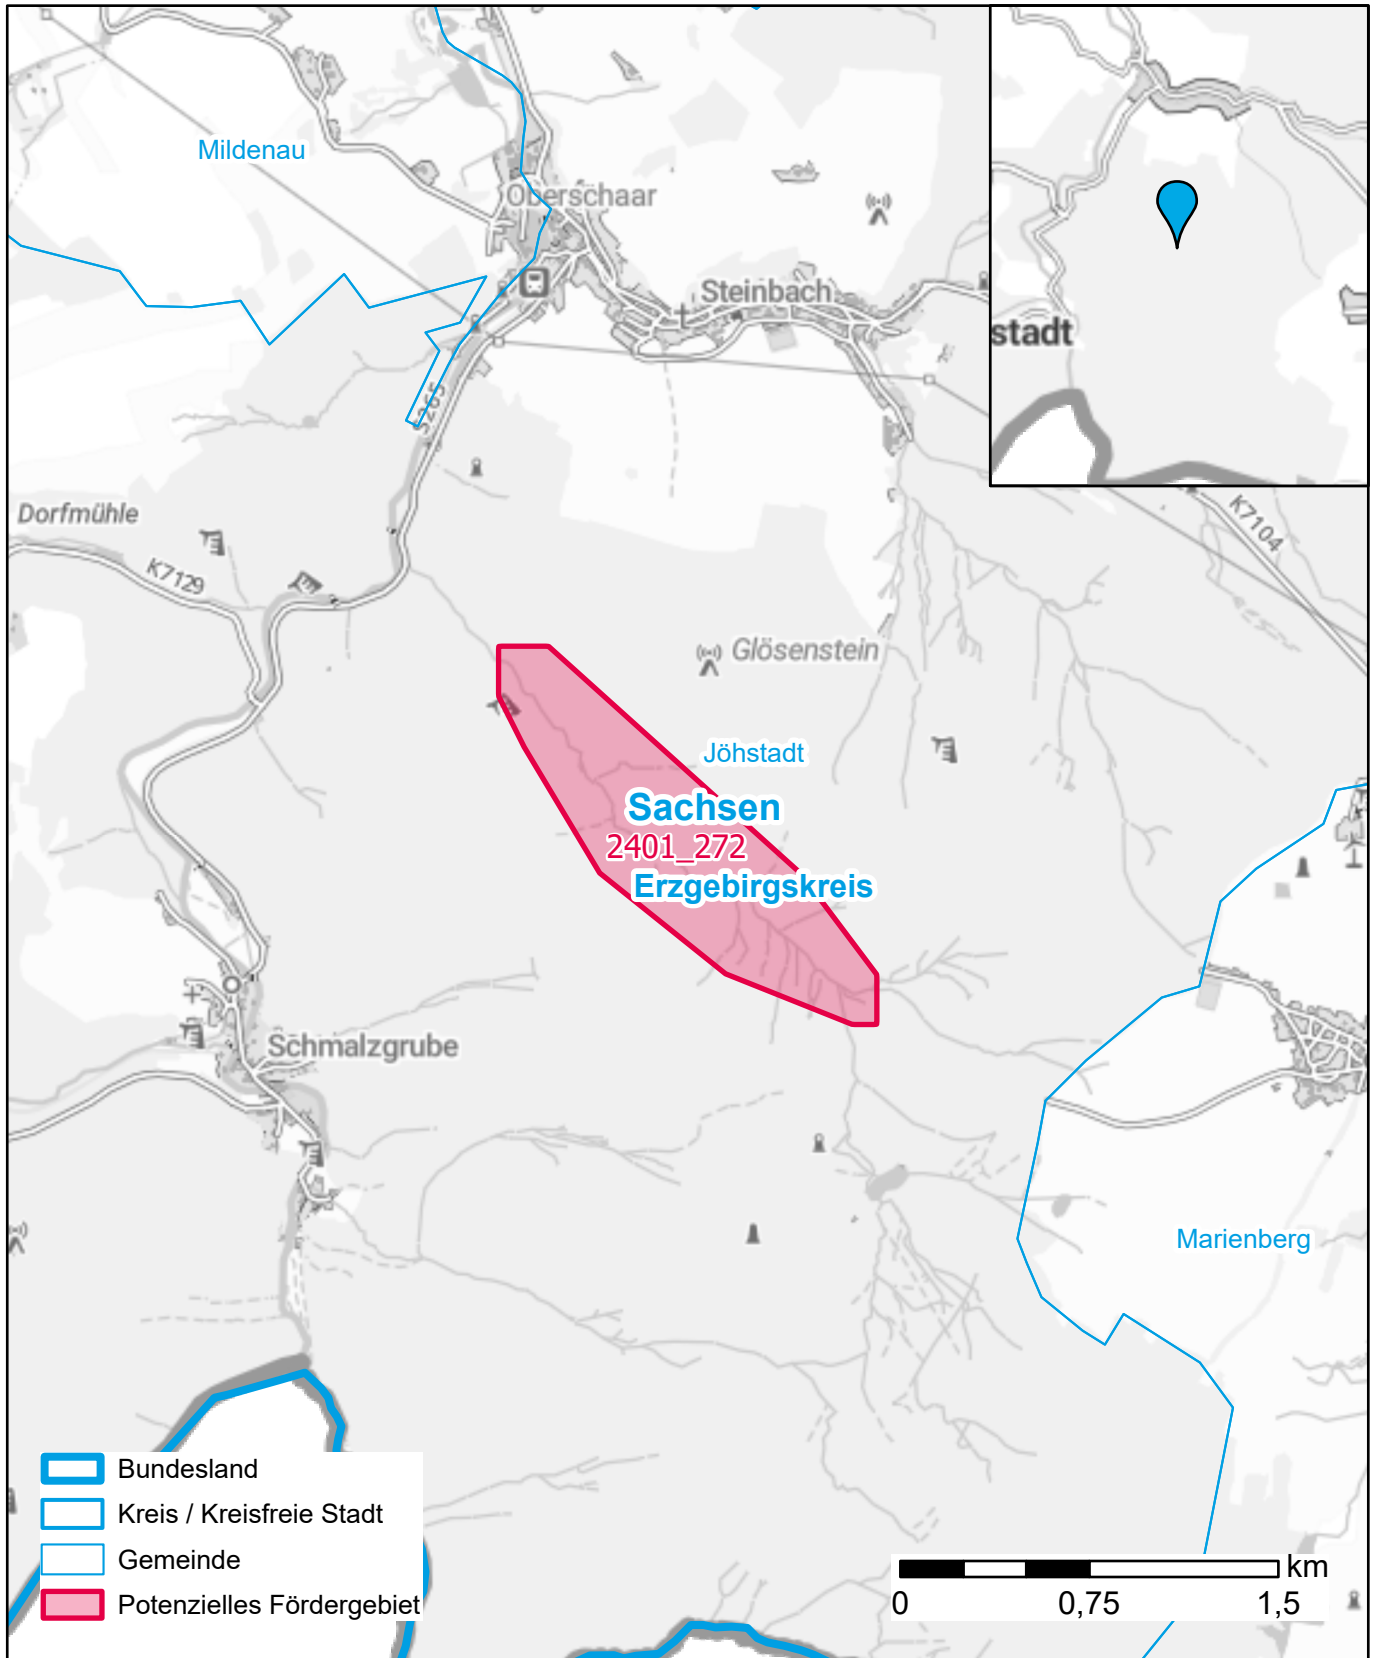 Mildenau
Oberschaar
Steinbach
stadt
S265
Dorfmühle
K7129
K7104
Glösenstein
Jöhstadt
Sachsen
2401_272
Erzgebirgskreis
Schmalzgrube
Marienberg
Bundesland
Kreis / Kreisfreie Stadt
Gemeinde
Potenzielles Fördergebiet
km
0 0,75 1,5